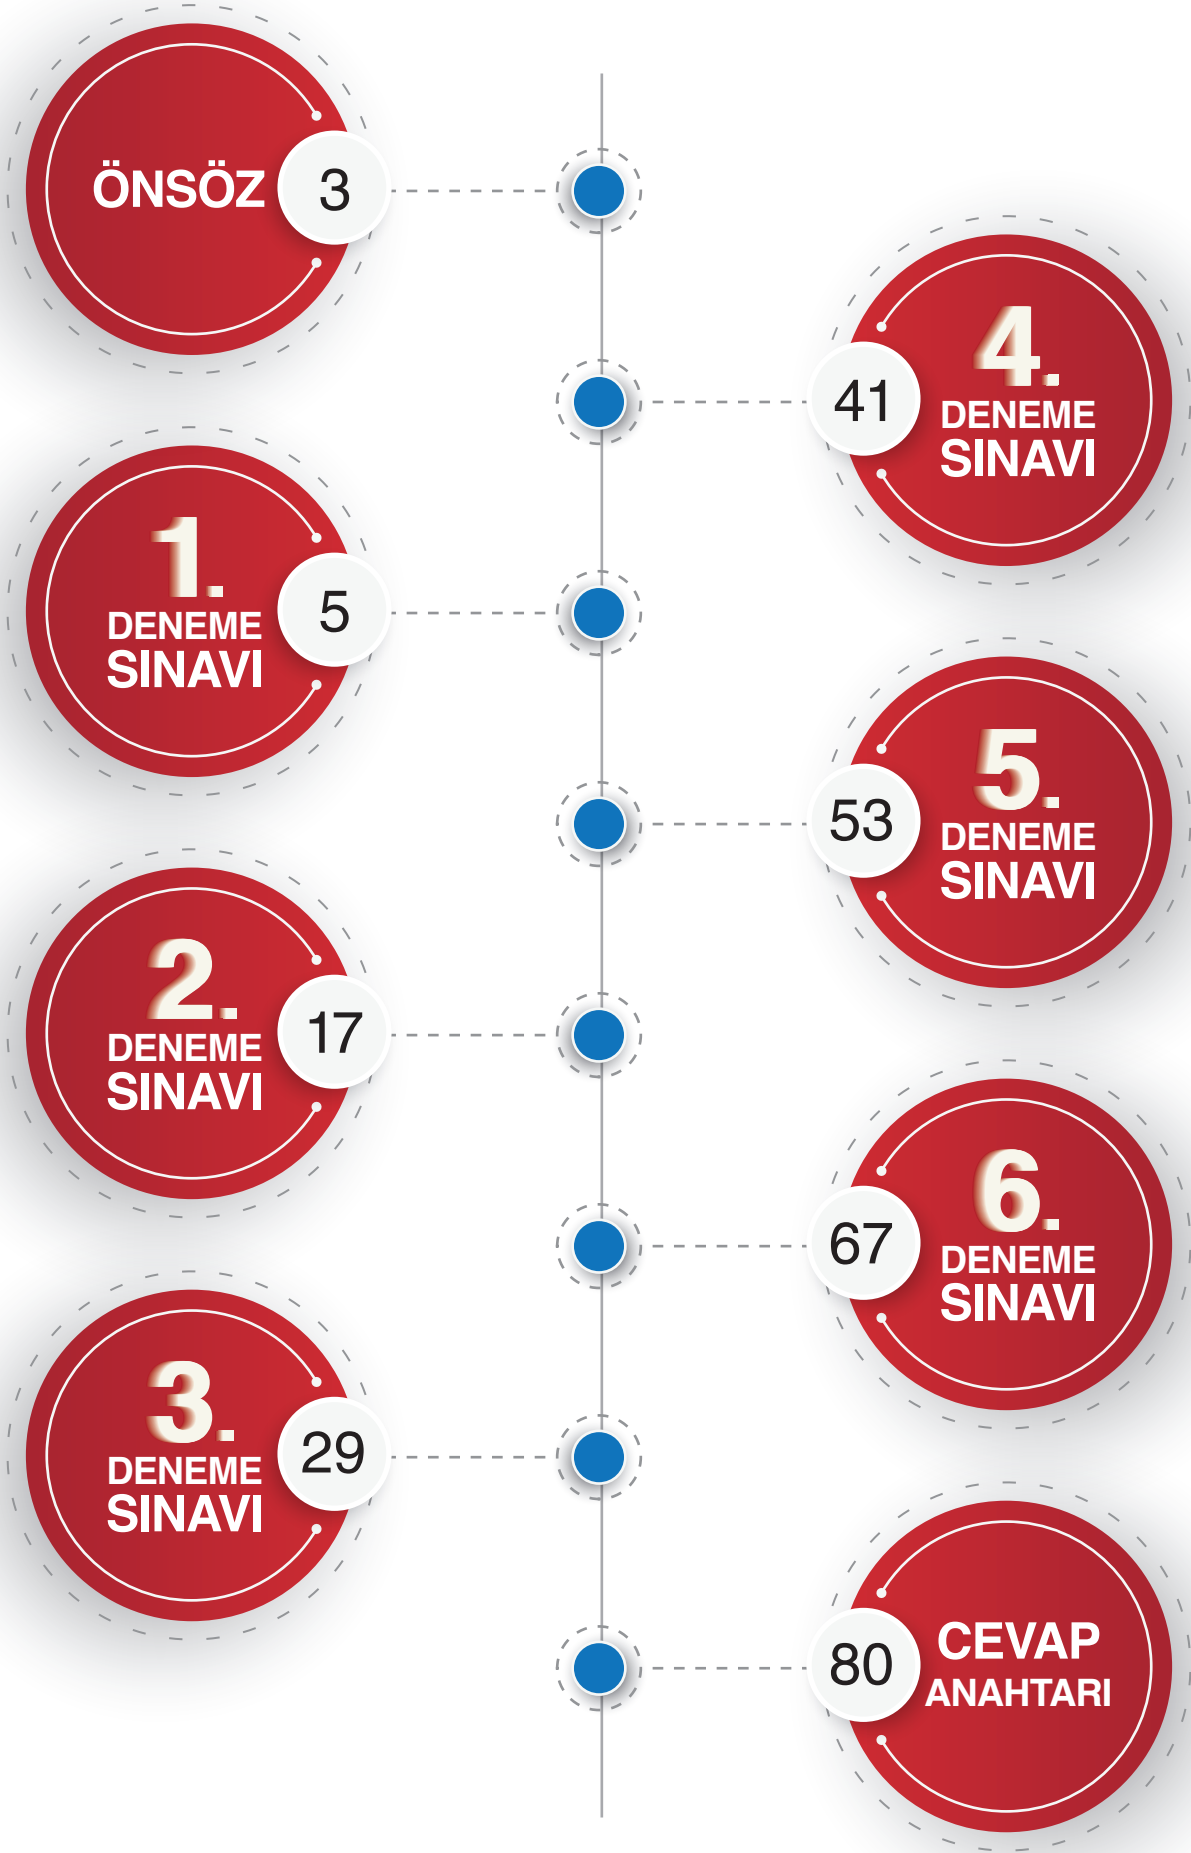 ÖNSÖZ
3
1.
DENEME
SINAVI
5
2.
DENEME
SINAVI
17
3.
DENEME
SINAVI
29
4.
DENEME
SINAVI
41
5.
DENEME
SINAVI
53
6.
DENEME
SINAVI
67
CEVAP
ANAHTARI
80